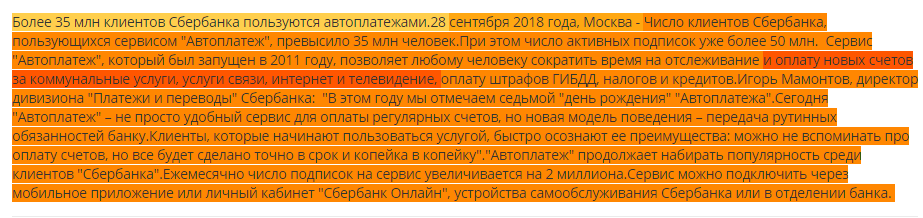 Более 35 млн клиентов Сбербанка пользуются автоплатежами.28 сентября 2018 года, Москва - Число клиентов Сбербанка,
пользующихся сервисом "Автоплатеж", превысило 35 млн человек.При этом число активных подписок уже более 50 млн.  Сервис
"Автоплатеж", который был запущен в 2011 году, позволяет любому человеку сократить время на отслеживание и оплату новых счетов
за коммунальные услуги, услуги связи, интернет и телевидение, оплату штрафов ГИБДД, налогов и кредитов.Игорь Мамонтов, директор
дивизиона "Платежи и переводы" Сбербанка:  "В этом году мы отмечаем седьмой "день рождения" "Автоплатежа".Сегодня
"Автоплатеж" – не просто удобный сервис для оплаты регулярных счетов, но новая модель поведения – передача рутинных
обязанностей банку.Клиенты, которые начинают пользоваться услугой, быстро осознают ее преимущества: можно не вспоминать про
оплату счетов, но все будет сделано точно в срок и копейка в копейку"."Автоплатеж" продолжает набирать популярность среди
клиентов "Сбербанка".Ежемесячно число подписок на сервис увеличивается на 2 миллиона.Сервис можно подключить через
мобильное приложение или личный кабинет "Сбербанк Онлайн", устройства самообслуживания Сбербанка или в отделении банка.